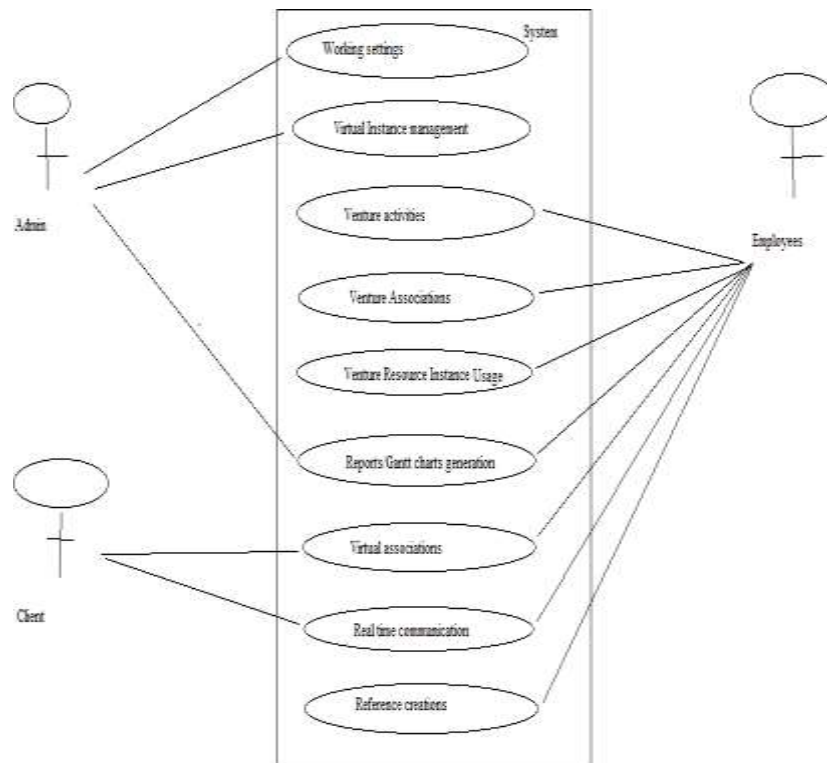 System
Working settings
Virtual Instance management
Venture activities
Admin
Employees
Venture Associations
Venture Resource Instance Usage
Reports/Gantt charts generation
Virtual associations
Client
Real time communication
Reference creations